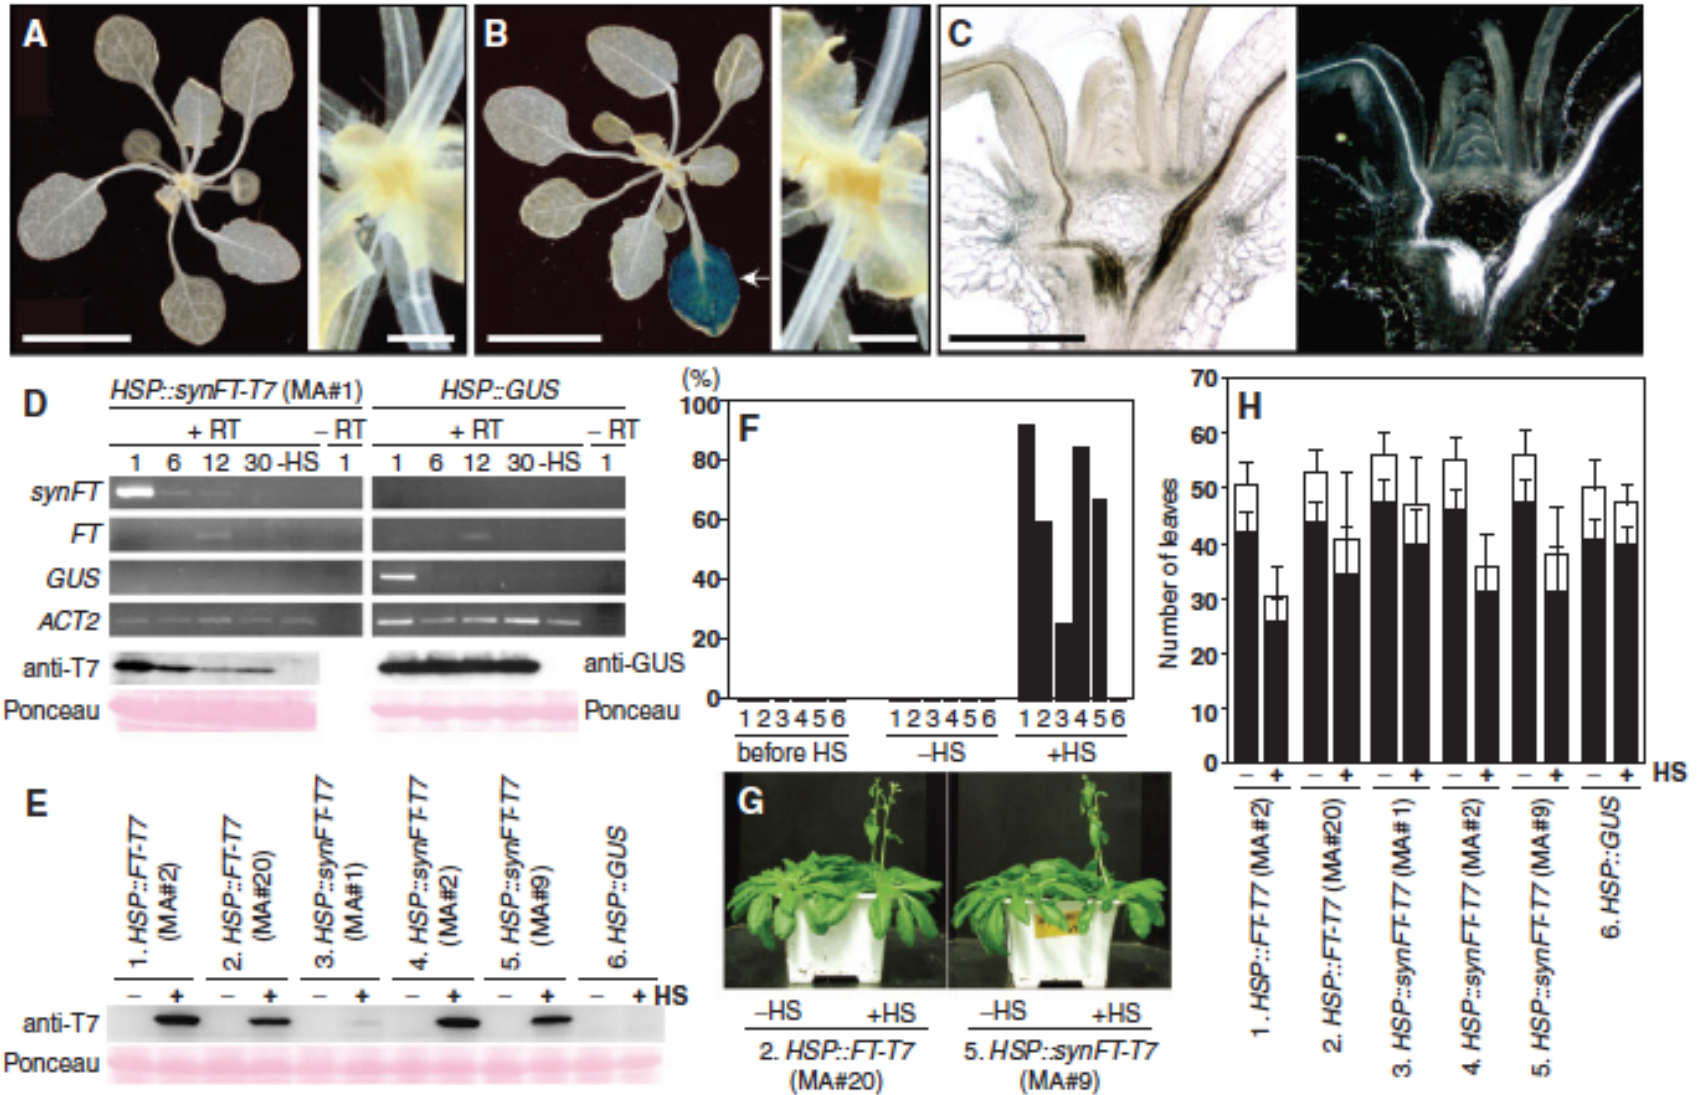 A
B
C
D
HSP::synFT-T7 (MA#1)
HSP::GUS
+ RT
– RT
+ RT
– RT
1 6 12 30 -HS 1
1 6 12 30 -HS 1
synFT
FT
GUS
ACT2
anti-T7
anti-GUS
Ponceau
Ponceau
E
1. HSP::FT-T7
(MA#2)
2. HSP::FT-T7
(MA#20)
3. HSP::synFT-T7
(MA#1)
4. HSP::synFT-T7
(MA#2)
5. HSP::synFT-T7
(MA#9)
6. HSP::GUS
– + – + – + – + – + – + HS
anti-T7
Ponceau
(%)
F
100
80
60
40
20
0
1 2 3 4 5 6
1 2 3 4 5 6
1 2 3 4 5 6
before HS
–HS
+HS
G
–HS
+HS
–HS
+HS
2. HSP::FT-T7
(MA#20)
5. HSP::synFT-T7
(MA#9)
H
Number of leaves
70
60
50
40
30
20
10
0
– + – + – + – + – + – + HS
1. HSP::FT-T7 (MA#2)
2. HSP::FT-T7 (MA#20)
3. HSP::synFT-T7 (MA#1)
4. HSP::synFT-T7 (MA#2)
5. HSP::synFT-T7 (MA#9)
6. HSP::GUS